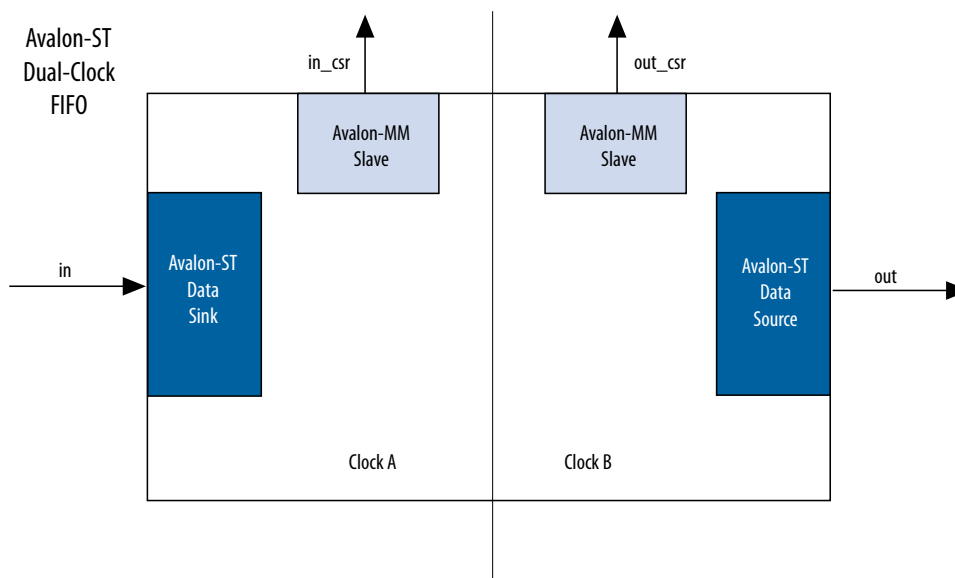 Avalon-ST
Dual-Clock
FIFO
in_csr
out_csr
Avalon-MM
Slave
Avalon-MM
Slave
in
Avalon-ST
Data
Sink
Avalon-ST
Data
Source
out
Clock A
Clock B